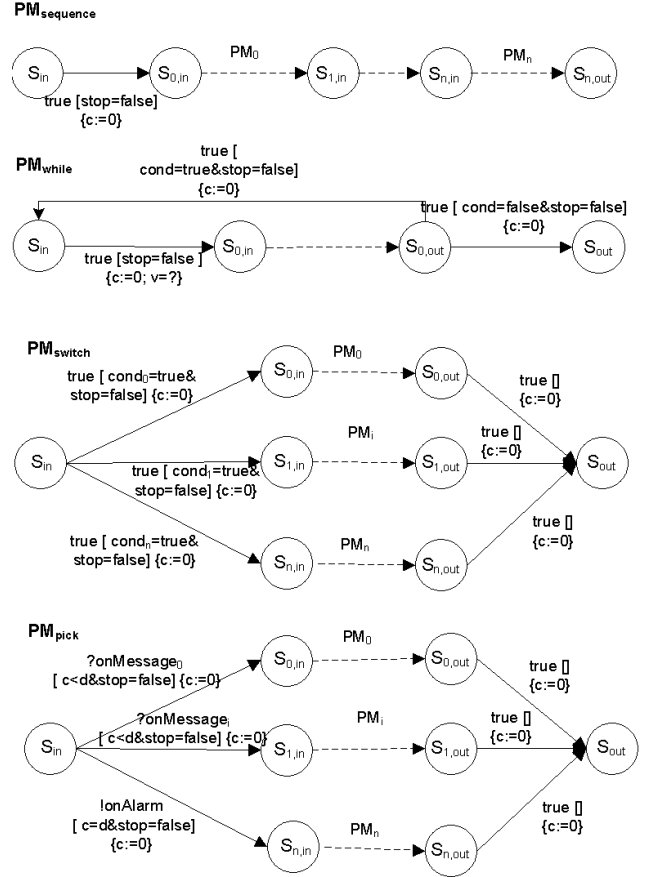 PMsequence
Sin
S0,in
PM0
S1,in
Sn,in
PMn
Sn,out
true [stop=false]
{c:=0}
PMwhile
true [
cond=true&stop=false]
{c:=0}
true [ cond=false&stop=false]
{c:=0}
Sin
S0,in
S0,out
Sout
true [stop=false ]
{c:=0; v=?}
PMswitch
true [ cond0=true&
stop=false] {c:=0}
S0,in
PM0
S0,out
true []
{c:=0}
Sin
true [ condi=true&
stop=false] {c:=0}
S1,in
PMi
S1,out
true []
{c:=0}
Sout
true [ condn=true&
stop=false] {c:=0}
Sn,in
PMn
Sn,out
true []
{c:=0}
PMpick
?onMessage0
[ c<d&stop=false] {c:=0}
S0,in
PM0
S0,out
true []
{c:=0}
Sin
?onMessagei
[ c<d&stop=false] {c:=0}
S1,in
PMi
S1,out
true []
{c:=0}
Sout
!onAlarm
[ c=d&stop=false]
{c:=0}
Sn,in
PMn
Sn,out
true []
{c:=0}